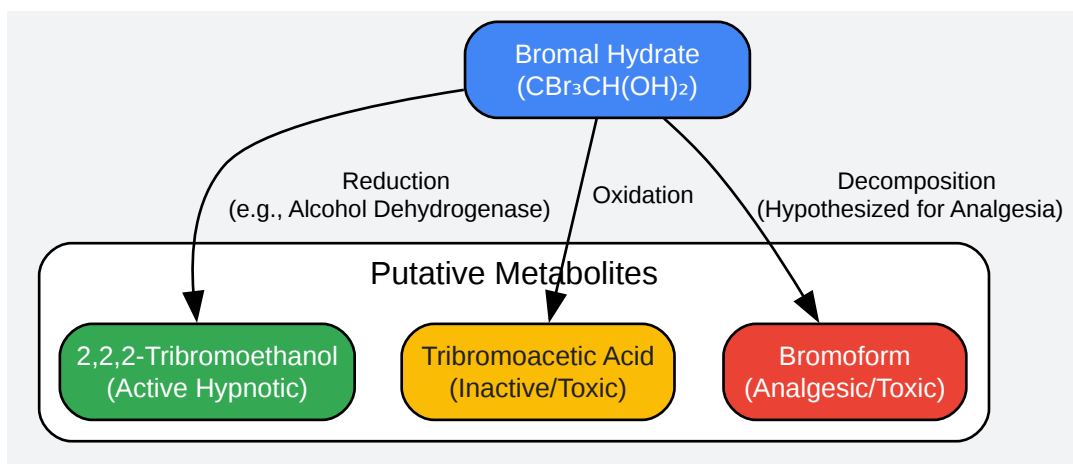 Bromal Hydrate
(CBr₃CH(OH)₂)
Reduction
(e.g., Alcohol Dehydrogenase)
Oxidation
Decomposition
(Hypothesized for Analgesia)
Putative Metabolites
2,2,2-Tribromoethanol
(Active Hypnotic)
Tribromoacetic Acid
(Inactive/Toxic)
Bromoform
(Analgesic/Toxic)